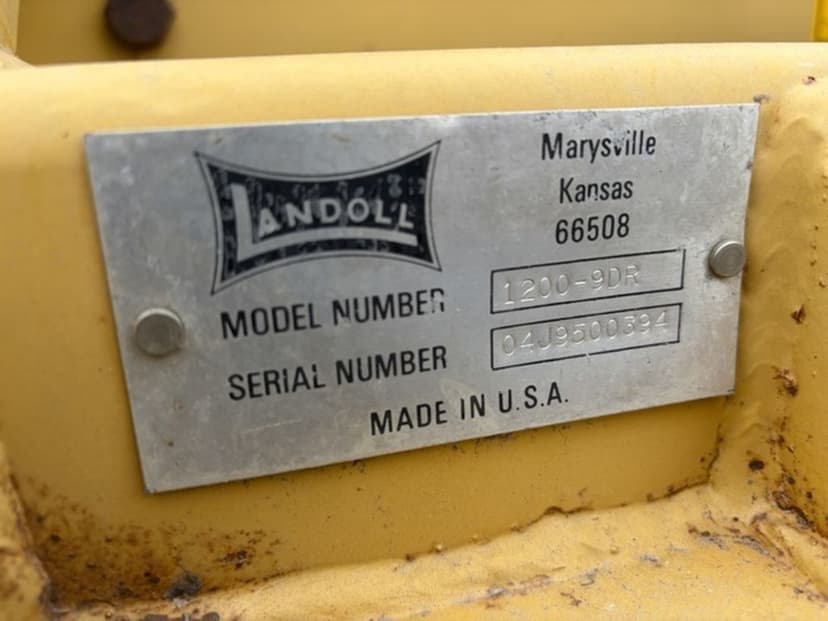 LANDOLL
Marysville
Kansas
66508
MODEL NUMBER 1200-9DR
SERIAL NUMBER 04J9500394
MADE IN U.S.A.